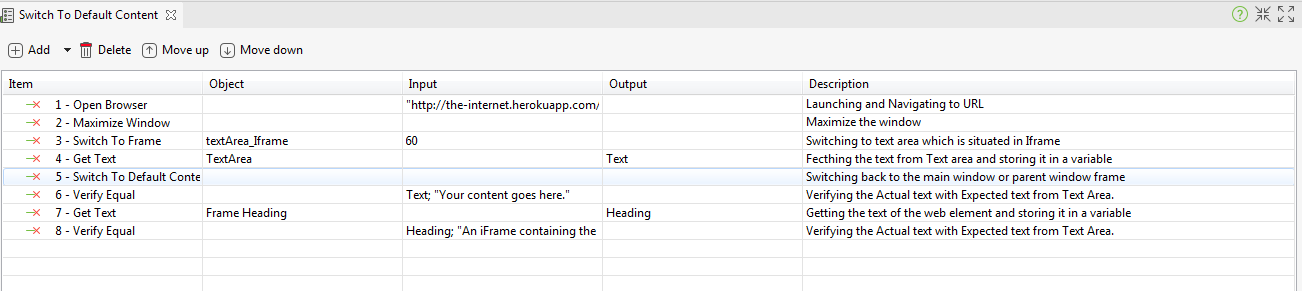 Switch To Default Content
Add Delete Move up Move down
Item Object Input Output Description
1 - Open Browser "http://the-internet.herokuapp.com/ Launching and Navigating to URL
2 - Maximize Window Maximize the window
3 - Switch To Frame textArea_Iframe 60 Switching to text area which is situated in Iframe
4 - Get Text TextArea Text Fecthing the text from Text area and storing it in a variable
5 - Switch To Default Conte Switching back to the main window or parent window frame
6 - Verify Equal Text; "Your content goes here." Verifying the Actual text with Expected text from Text Area.
7 - Get Text Frame Heading Heading Getting the text of the web element and storing it in a variable
8 - Verify Equal Heading; "An iFrame containing the Verifying the Actual text with Expected text from Text Area.